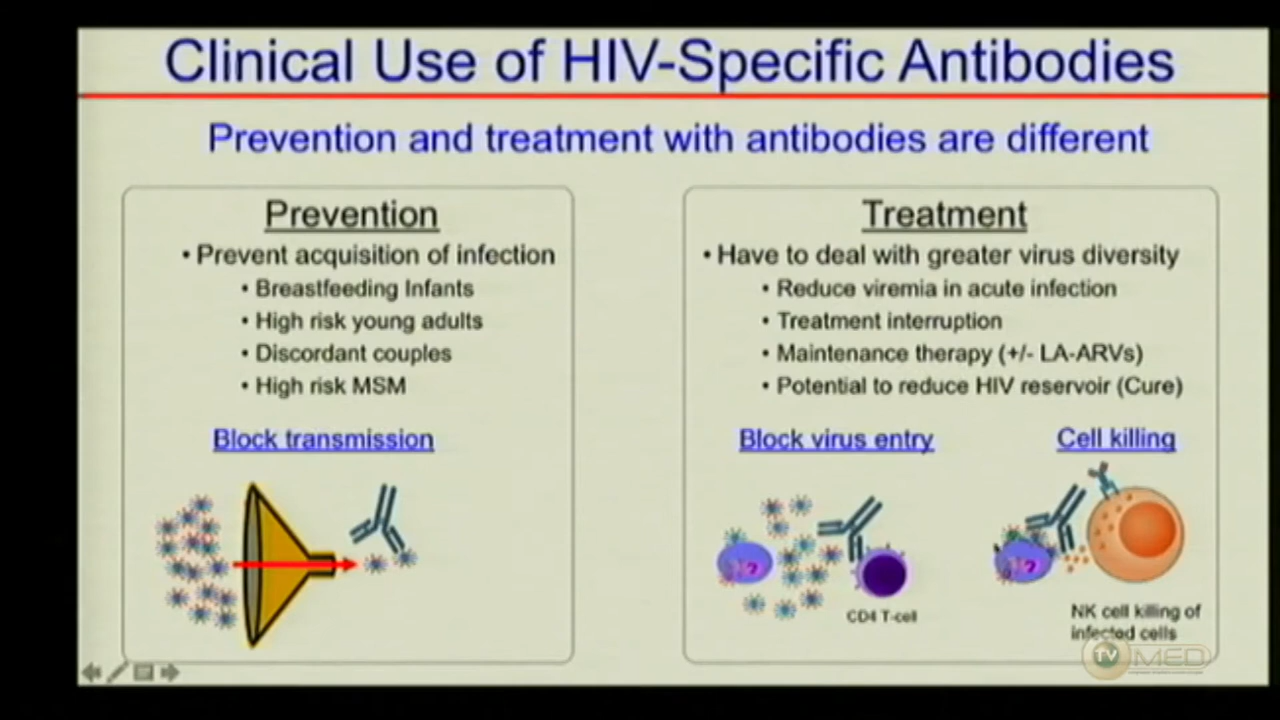 Clinical Use of HIV-Specific Antibodies
Prevention and treatment with antibodies are different
Prevention
• Prevent acquisition of infection
• Breastfeeding Infants
• High risk young adults
• Discordant couples
• High risk MSM
Block transmission
Treatment
• Have to deal with greater virus diversity
• Reduce viremia in acute infection
• Treatment interruption
• Maintenance therapy (+/- LA-ARVs)
• Potential to reduce HIV reservoir (Cure)
Block virus entry
Cell killing
?
?
CD4 T-cell
NK cell killing of
infected cells
TV MED